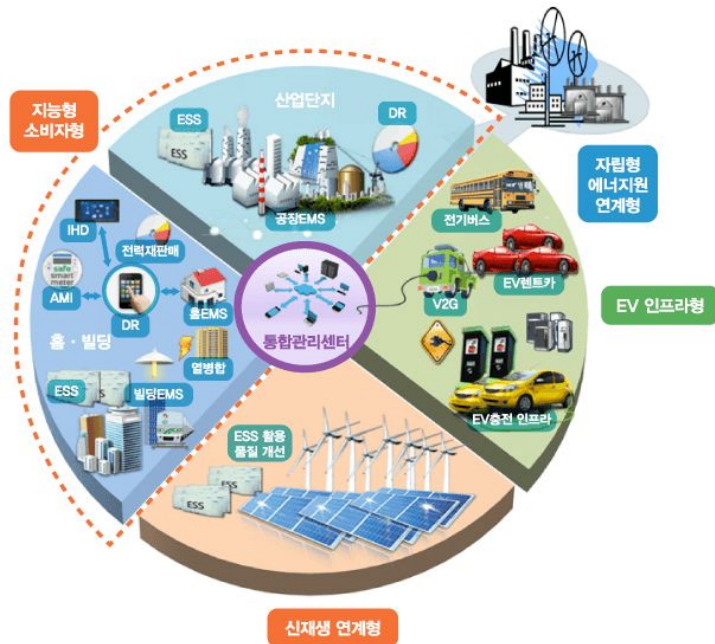 지능형
소비자형
산업단지
ESS
ESS
DR
공장EMS
자립형
에너지원
연계형
IHD
전력재판매
safe
smart
meter
AMI
DR
홈EMS
홈·빌딩
열병합
ESS
빌딩EMS
통합관리센터
전기버스
EV렌트카
V2G
EV충전 인프라
EV 인프라형
ESS 활용
품질 개선
ESS
ESS
신재생 연계형